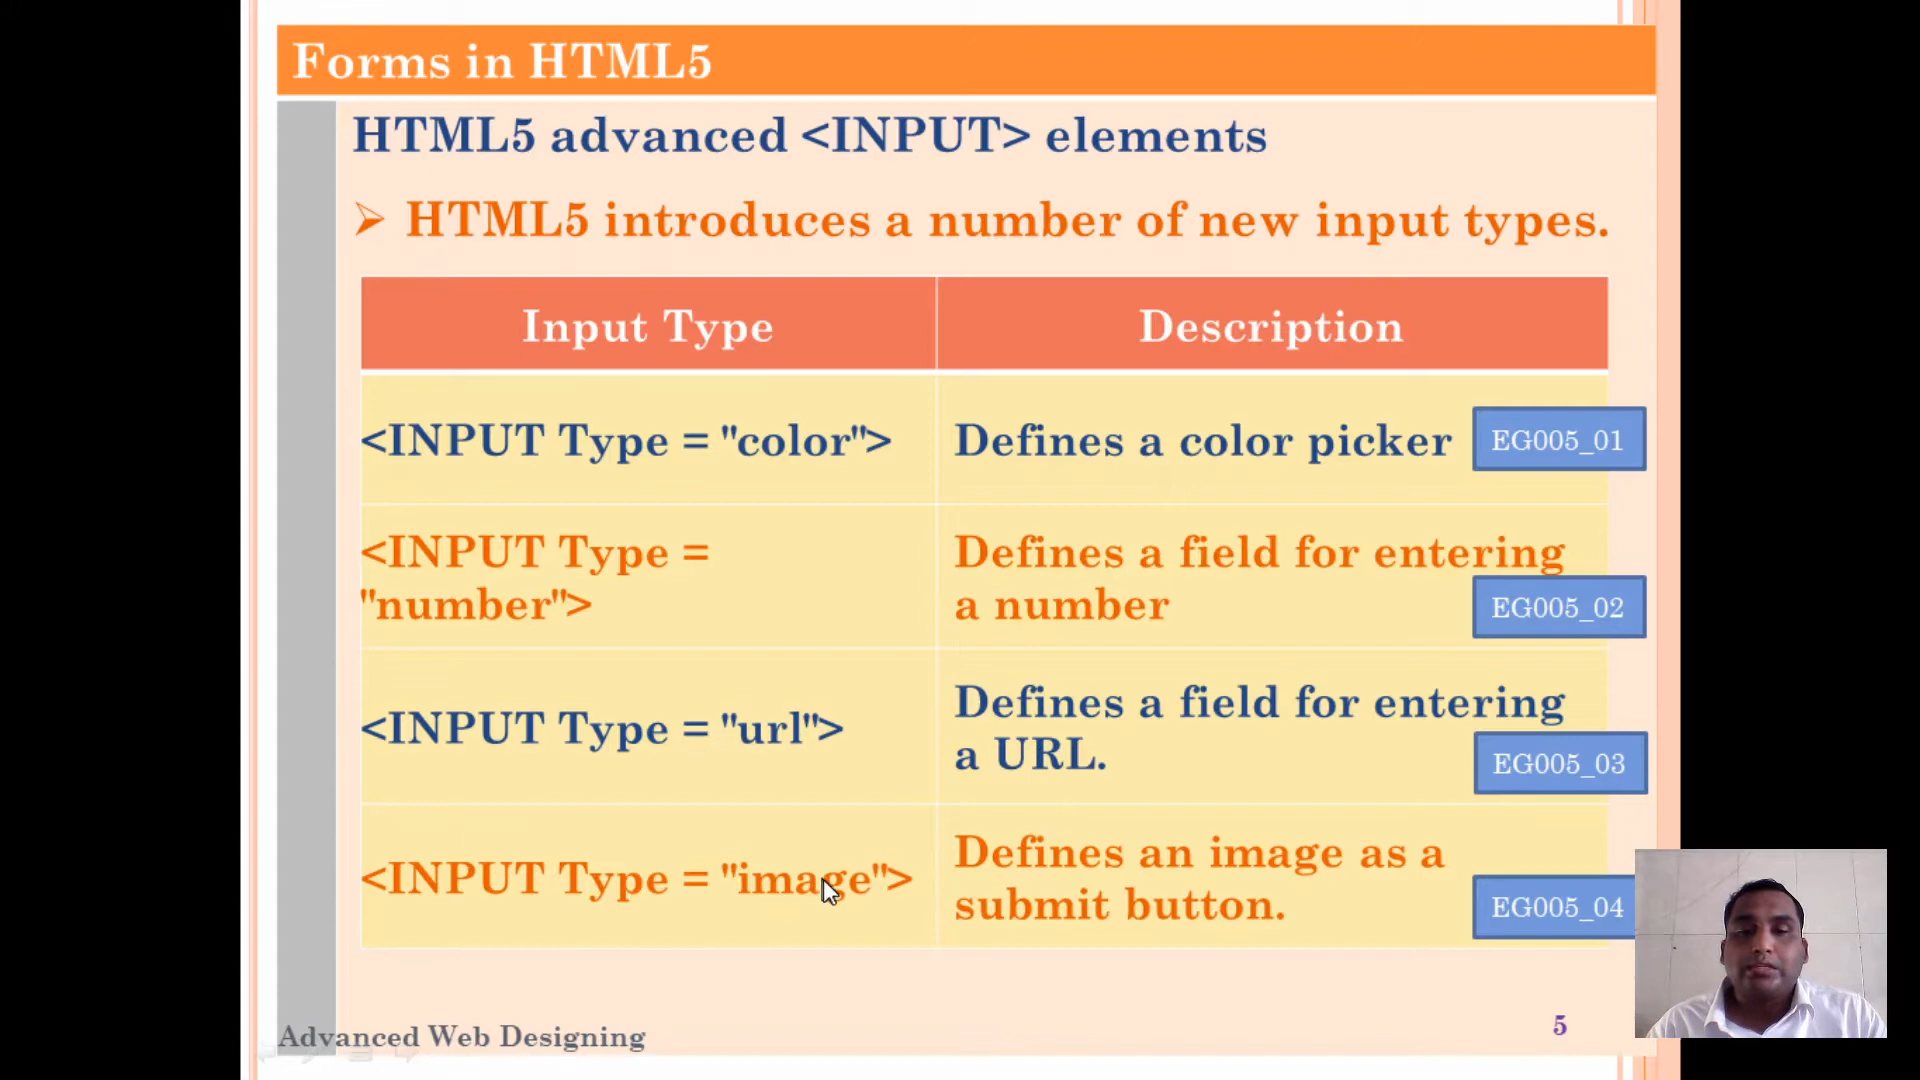 Forms in HTML5
HTML5 advanced <INPUT> elements
HTML5 introduces a number of new input types.
Input Type
Description
<INPUT Type = "color">
Defines a color picker
EG005_01
<INPUT Type =
"number">
Defines a field for entering
a number
EG005_02
<INPUT Type = "url">
Defines a field for entering
a URL.
EG005_03
<INPUT Type = "image">
Defines an image as a
submit button.
EG005_04
Advanced Web Designing
5